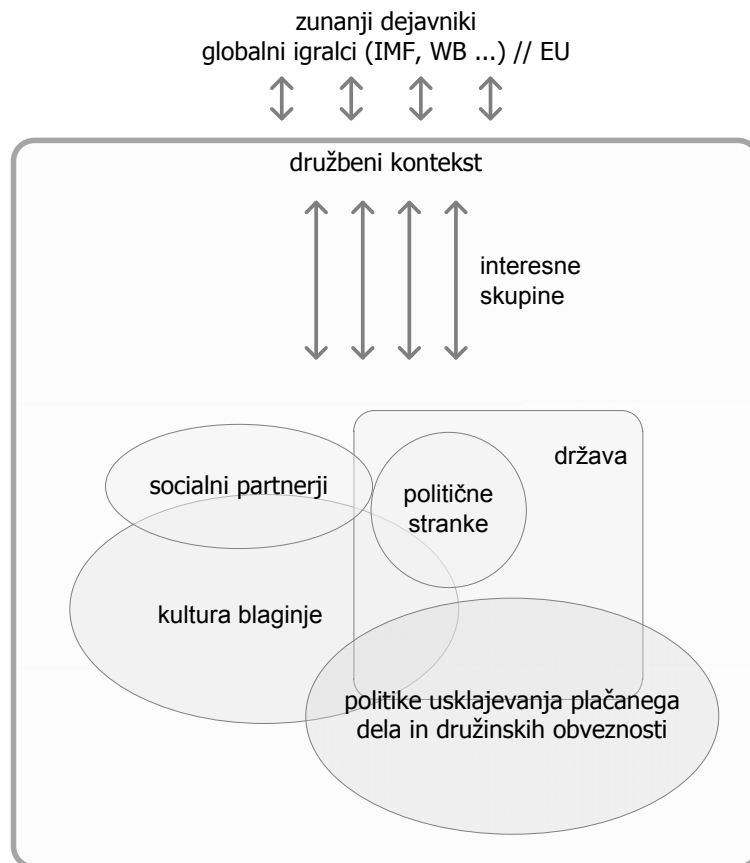 zunanji dejavniki
globalni igralci (IMF, WB ...) // EU
družbeni kontekst
interesne
skupine
država
socialni partnerji
politične
stranke
kultura blaginje
politike usklajevanja plačanega
dela in družinskih obveznosti